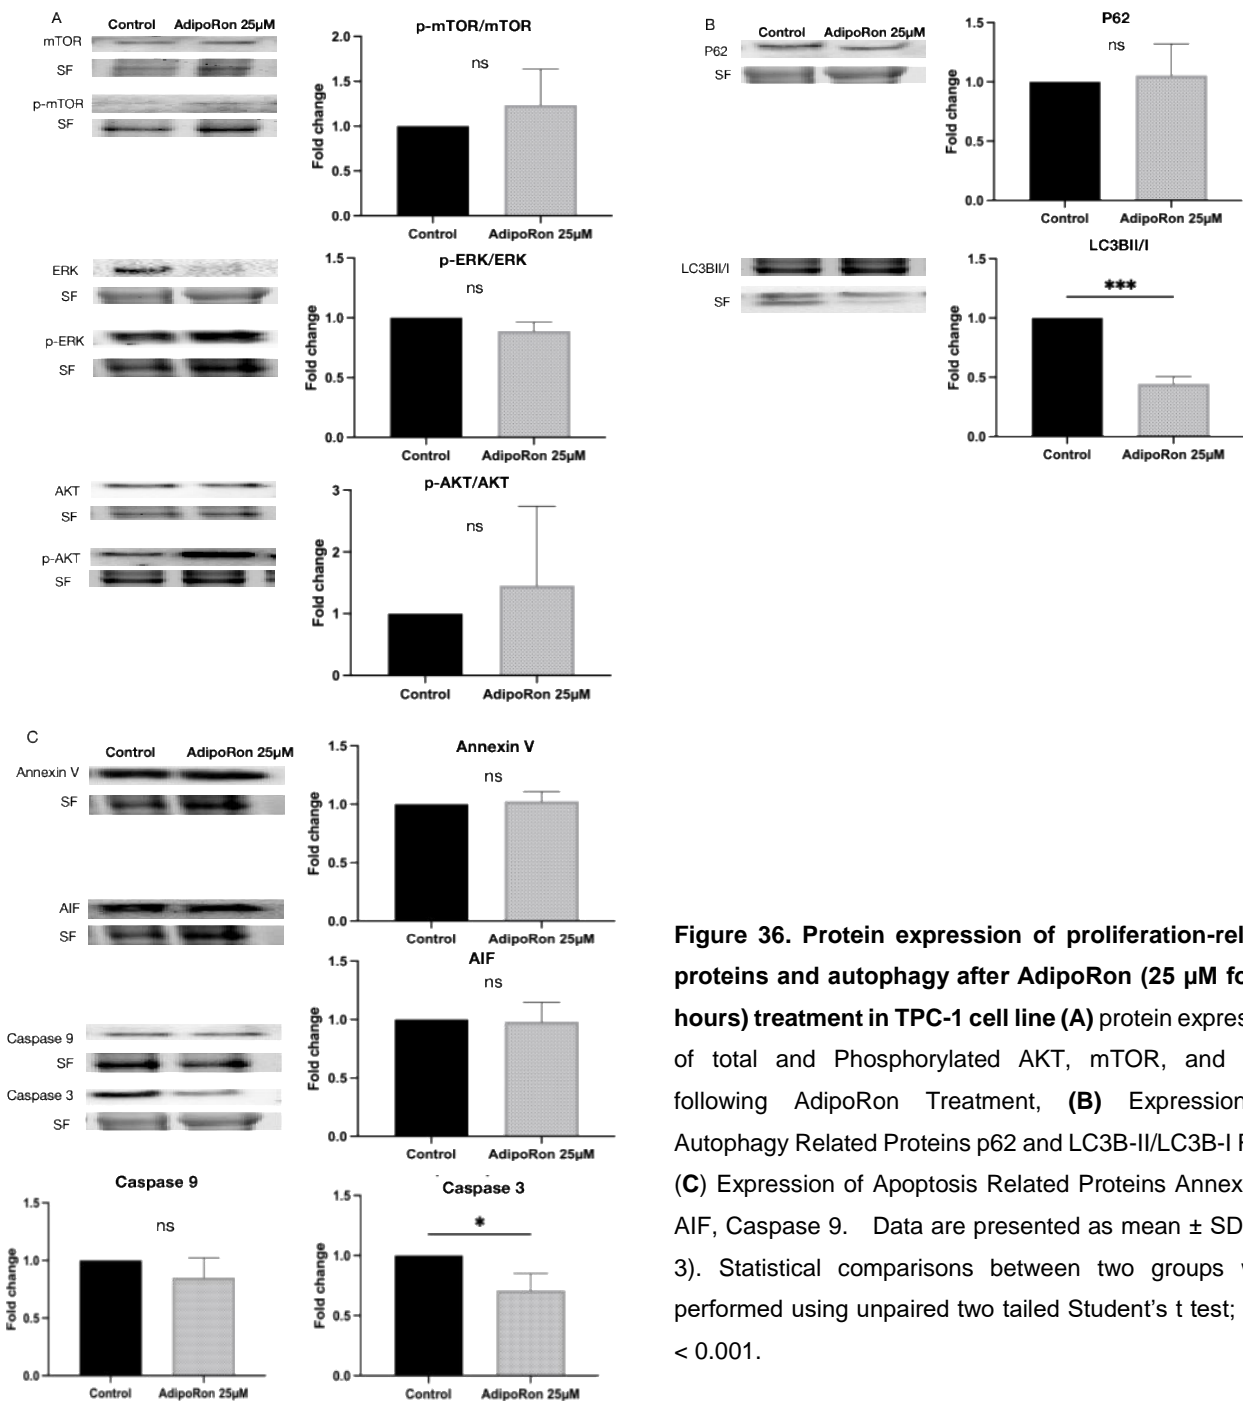 A
Control AdipoRon 25µM
mTOR
SF
p-mTOR
SF
p-mTOR/mTOR
ns
Fold change
2.0
1.5
1.0
0.5
0.0
Control AdipoRon 25µM
ERK
SF
p-ERK
SF
p-ERK/ERK
ns
Fold change
1.5
1.0
0.5
0.0
Control AdipoRon 25µM
AKT
SF
p-AKT
SF
p-AKT/AKT
ns
Fold change
3
2
1
0
Control AdipoRon 25µM
B
Control AdipoRon 25µM
P62
SF
P62
ns
Fold change
1.5
1.0
0.5
0.0
Control AdipoRon 25µM
LC3BII/I
SF
LC3BII/I
***
Fold change
1.5
1.0
0.5
0.0
Control AdipoRon 25µM
C
Control AdipoRon 25µM
Annexin V
SF
Annexin V
ns
Fold change
1.5
1.0
0.5
0.0
Control AdipoRon 25µM
AIF
SF
AIF
ns
Fold change
1.5
1.0
0.5
0.0
Control AdipoRon 25µM
Caspase 9
SF
Caspase 3
SF
Caspase 9
ns
Fold change
1.5
1.0
0.5
0.0
Control AdipoRon 25µM
Caspase 3
*
Fold change
1.5
1.0
0.5
0.0
Control AdipoRon 25µM
Figure 36. Protein expression of proliferation-rel
proteins and autophagy after AdipoRon (25 µM fo
hours) treatment in TPC-1 cell line (A) protein expres
of total and Phosphorylated AKT, mTOR, and
following AdipoRon Treatment, (B) Expression
Autophagy Related Proteins p62 and LC3B-II/LC3B-I
(C) Expression of Apoptosis Related Proteins Annex
AIF, Caspase 9. Data are presented as mean ± SD
3). Statistical comparisons between two groups
performed using unpaired two tailed Student's t test;
< 0.001.